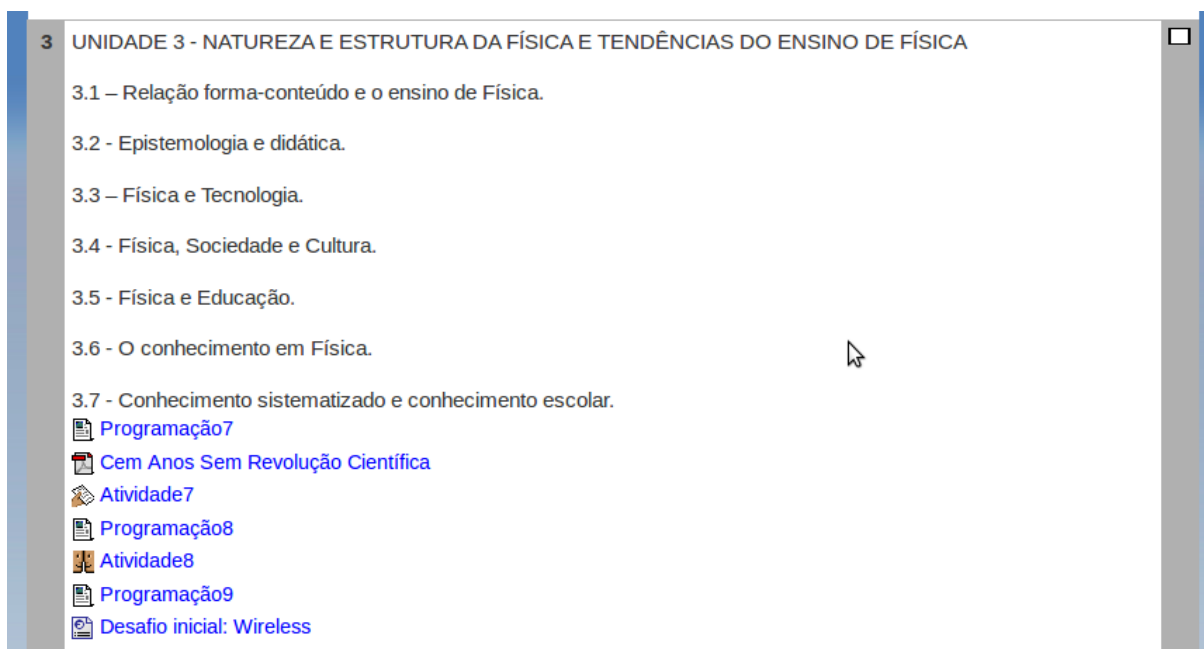 3 UNIDADE 3 - NATUREZA E ESTRUTURA DA FÍSICA E TENDÊNCIAS DO ENSINO DE FÍSICA
3.1 – Relação forma-conteúdo e o ensino de Física.
3.2 - Epistemologia e didática.
3.3 – Física e Tecnologia.
3.4 - Física, Sociedade e Cultura.
3.5 - Física e Educação.
3.6 - O conhecimento em Física.
3.7 - Conhecimento sistematizado e conhecimento escolar.
Programação7
Cem Anos Sem Revolução Científica
Atividade7
Programação8
Atividade8
Programação9
Desafio inicial: Wireless